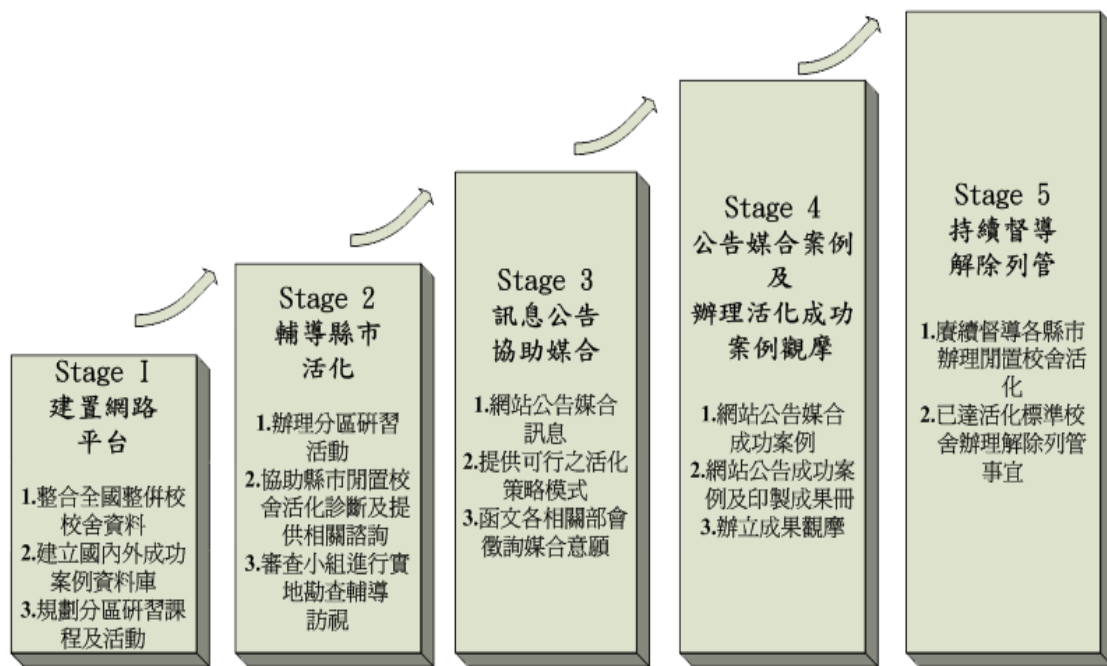 Stage I
建置網路
平台
1.整合全國整併校
校舍資料
2.建立國內外成功
案例資料庫
3.規劃分區研習課
程及活動
Stage 2
輔導縣市
活化
1.辦理分區研習
活動
2.協助縣市閒置校
舍活化診斷及提
供相關諮詢
3.審查小組進行實
地勘查輔導
訪視
Stage 3
訊息公告
協助媒合
1.網站公告媒合
訊息
2.提供可行之活化
策略模式
3.函文各相關部會
徵詢媒合意願
Stage 4
公告媒合案例
及
辦理活化成功
案例觀摩
1.網站公告媒合
成功案例
2.網站公告成功案
例及印製成果冊
3.辦立成果觀摩
Stage 5
持續督導
解除列管
1.賡續督導各縣市
辦理閒置校舍活
化
2.已達活化標準校
舍辦理解除列管
事宜